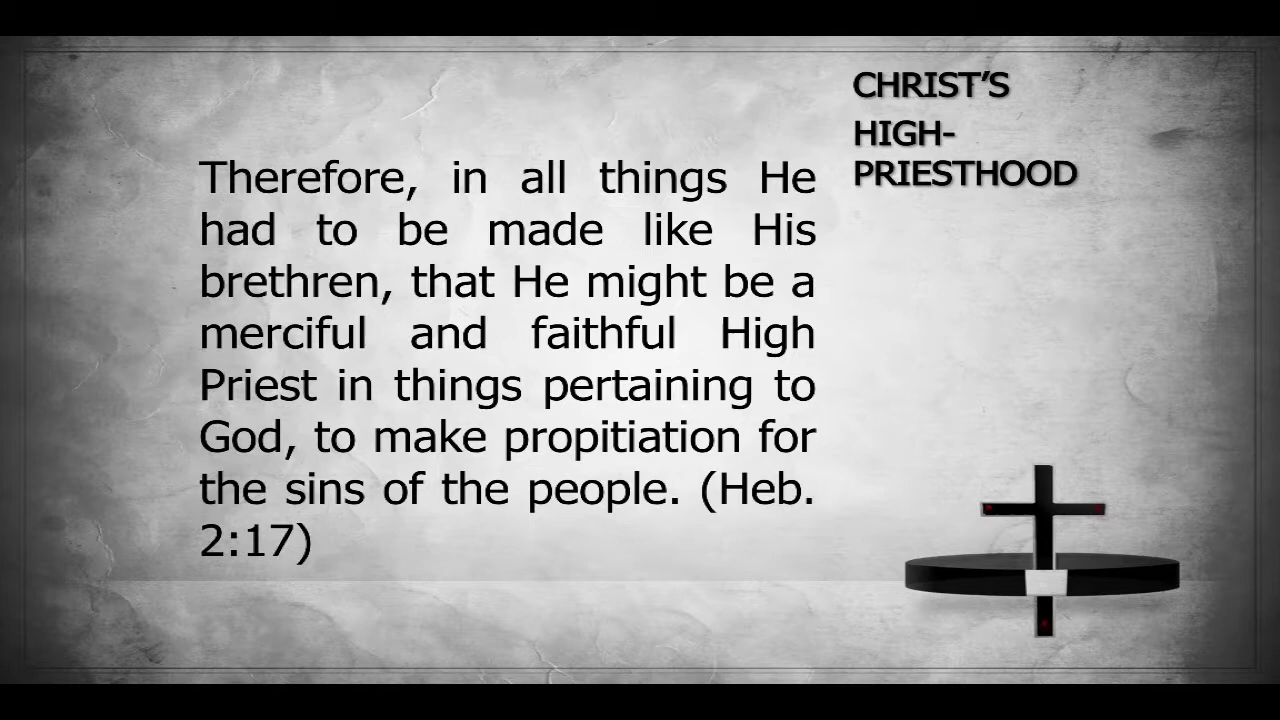 CHRIST’S
HIGH-
PRIESTHOOD
Therefore, in all things He
had to be made like His
brethren, that He might be a
merciful and faithful High
Priest in things pertaining to
God, to make propitiation for
the sins of the people. (Heb.
2:17)